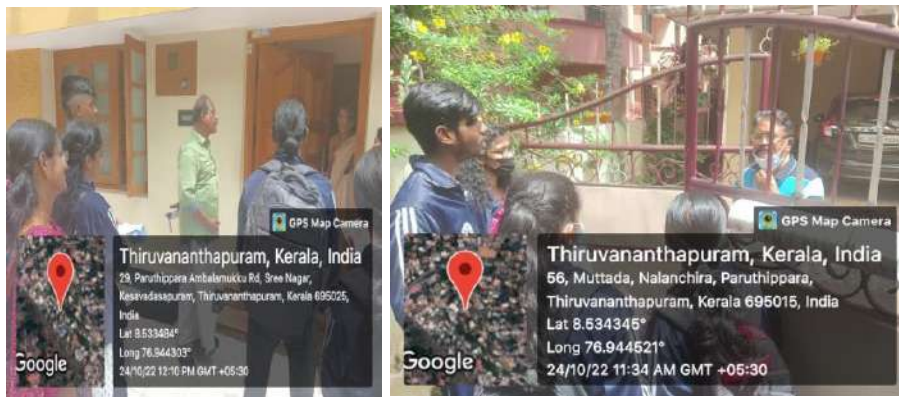 GPS Map Camera
Thiruvananthapuram, Kerala, India
29, Paruthippara Ambalamukku Rd, Sree Nagar,
Kesavadasapuram, Thiruvananthapuram, Kerala 695025,
India
Lat 8.533484°
Long 76.944303°
24/10/22 12:10 PM GMT +05:30
Google
GPS Map Camera
Thiruvananthapuram, Kerala, India
56, Muttada, Nalanchira, Paruthippara,
Thiruvananthapuram, Kerala 695015, India
Lat 8.534345°
Long 76.944521°
24/10/22 11:34 AM GMT +05:30
Google